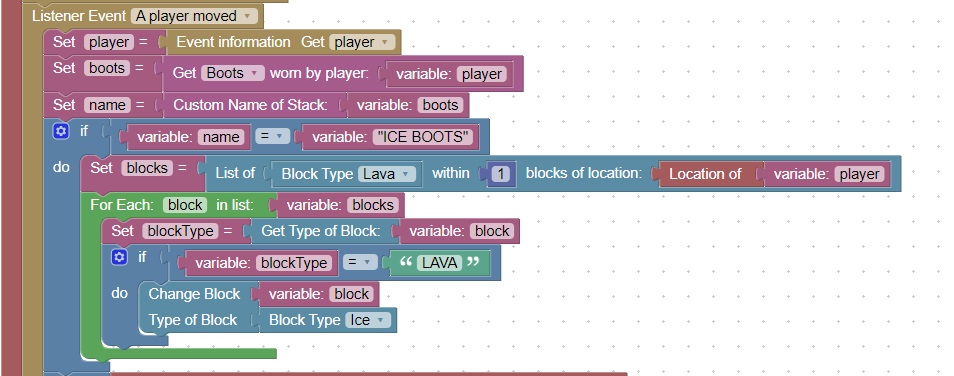 Listener Event A player moved
Set player = Event information Get player
Set boots = Get Boots worn by player: variable: player
Set name = Custom Name of Stack: variable: boots
if variable: name = variable: "ICE BOOTS"
do Set blocks = List of Block Type Lava within 1 blocks of location: Location of variable: player
For Each: block in list: variable: blocks
Set blockType = Get Type of Block: variable: block
if variable: blockType = “ LAVA ”
do Change Block variable: block
Type of Block Block Type Ice